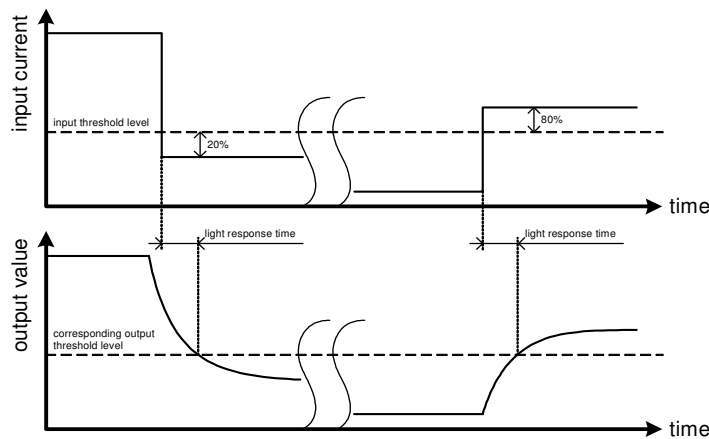 input current
input threshold level
20%
80%
time
light response time
light response time
output value
corresponding output
threshold level
time